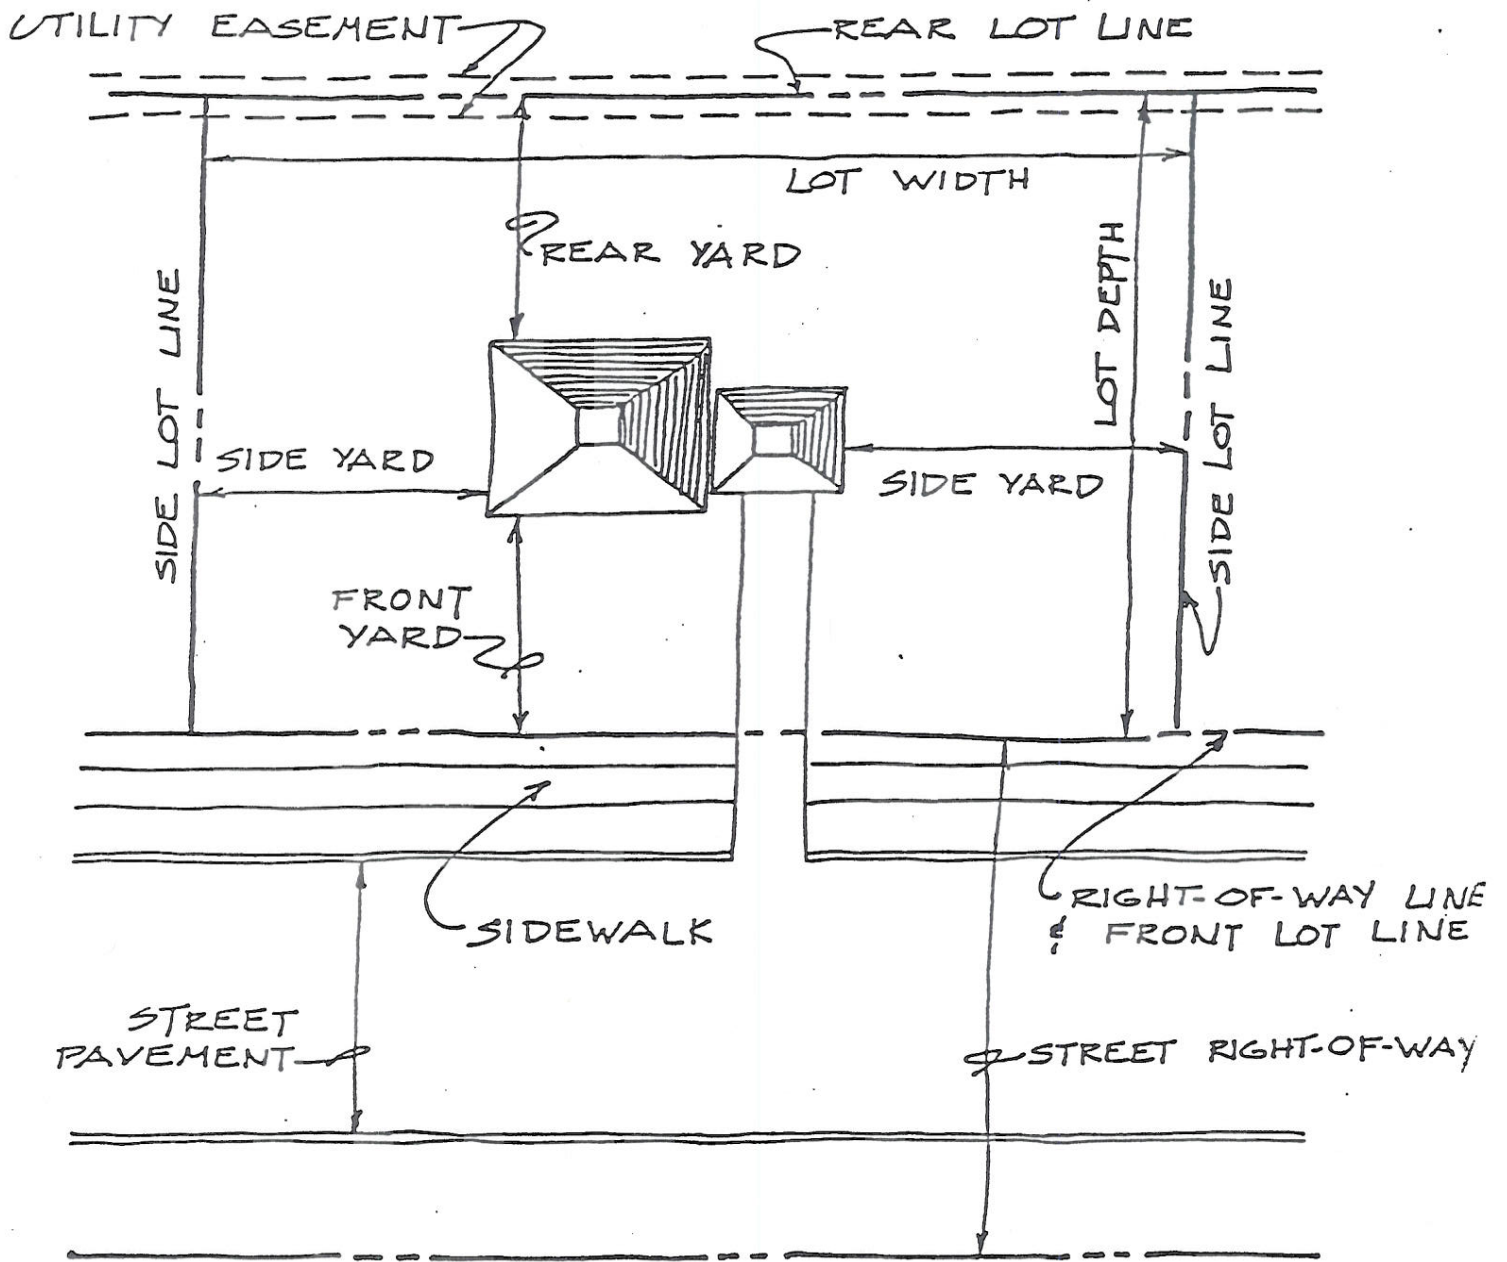 UTILITY EASEMENT
REAR LOT LINE
LOT WIDTH
REAR YARD
LOT DEPTH
SIDE LOT LINE
SIDE LOT LINE
SIDE YARD
SIDE YARD
FRONT
YARD
SIDEWALK
RIGHT-OF-WAY LINE
& FRONT LOT LINE
STREET
PAVEMENT
STREET RIGHT-OF-WAY